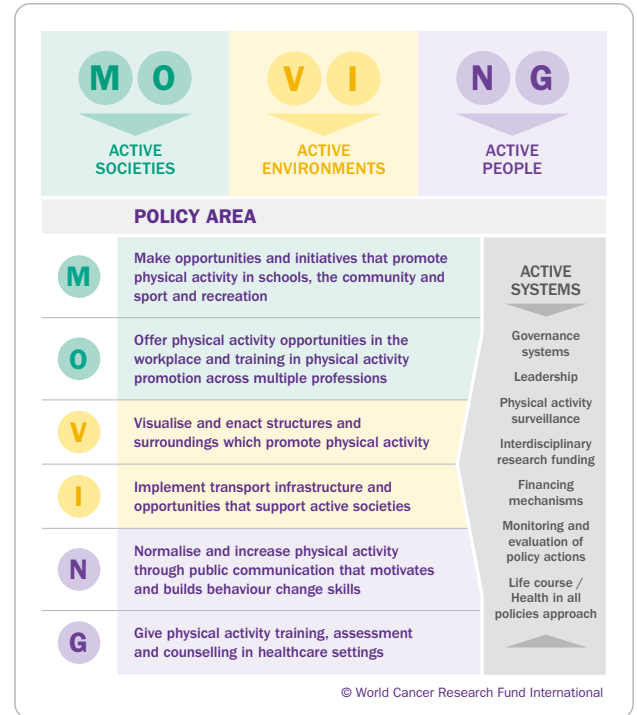 M O V I N G
ACTIVE
SOCIETIES
ACTIVE
ENVIRONMENTS
ACTIVE
PEOPLE
POLICY AREA
M
Make opportunities and initiatives that promote
physical activity in schools, the community and
sport and recreation
O
Offer physical activity opportunities in the
workplace and training in physical activity
promotion across multiple professions
V
Visualise and enact structures and
surroundings which promote physical activity
I
Implement transport infrastructure and
opportunities that support active societies
N
Normalise and increase physical activity
through public communication that motivates
and builds behaviour change skills
G
Give physical activity training, assessment
and counselling in healthcare settings
ACTIVE
SYSTEMS
Governance
systems
Leadership
Physical activity
surveillance
Interdisciplinary
research funding
Financing
mechanisms
Monitoring and
evaluation of
policy actions
Life course /
Health in all
policies approach
© World Cancer Research Fund International